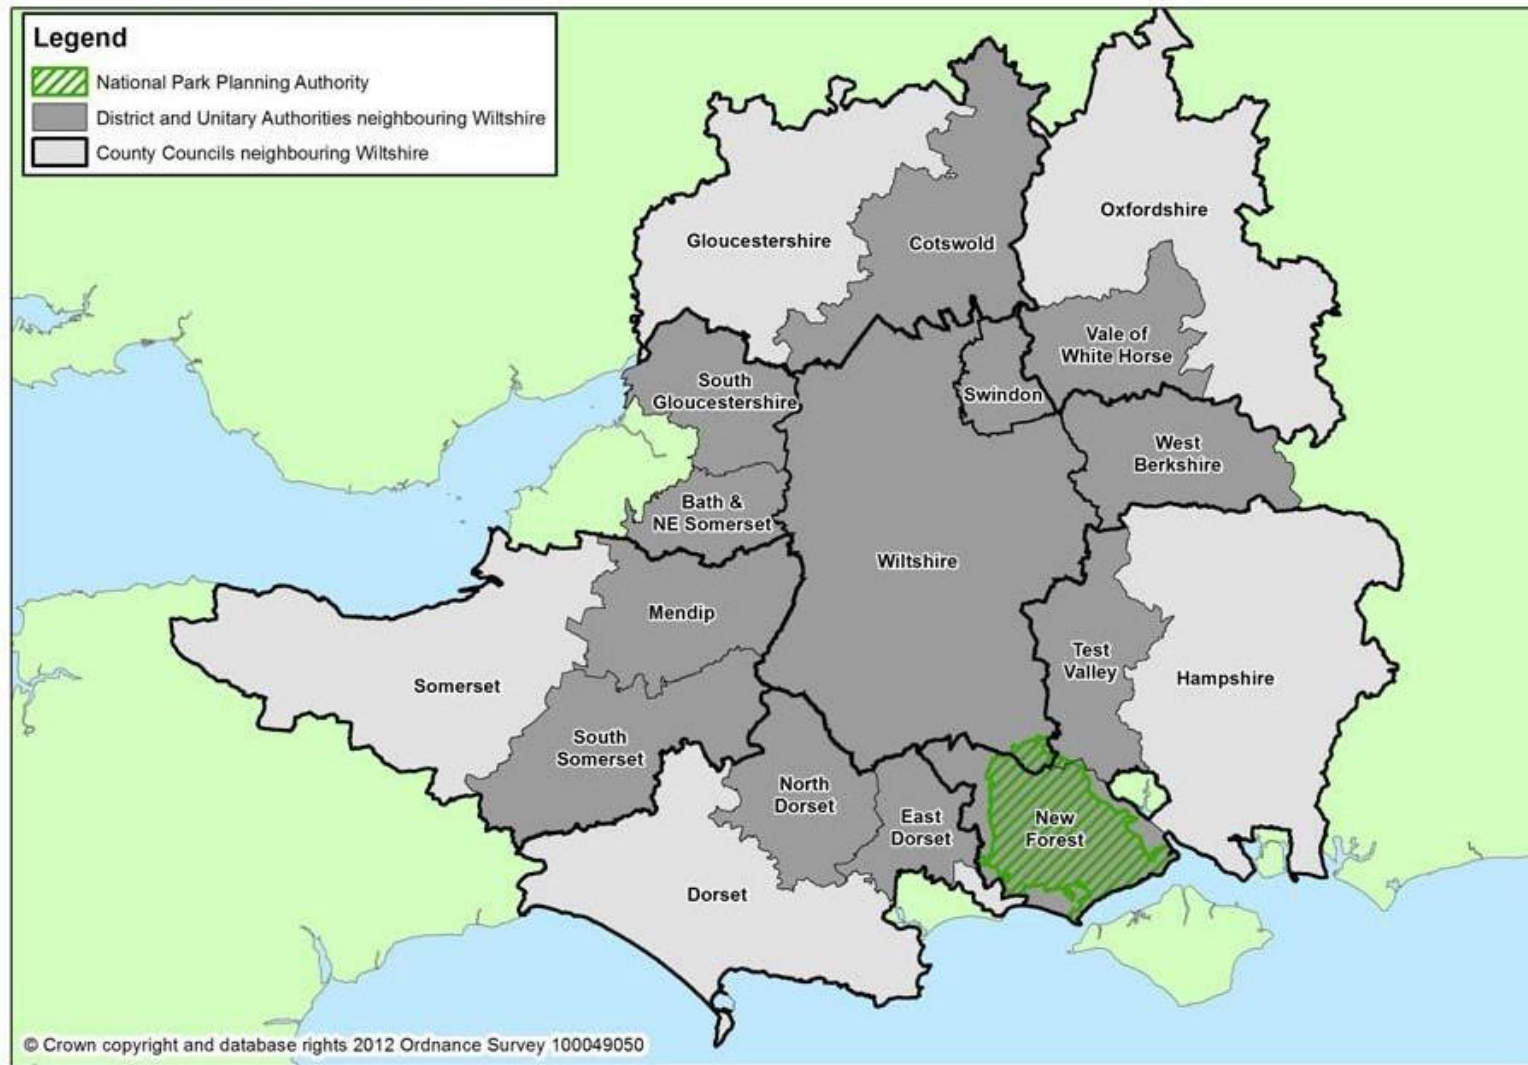 Legend
National Park Planning Authority
District and Unitary Authorities neighbouring Wiltshire
County Councils neighbouring Wiltshire
Oxfordshire
Gloucestershire
Cotswold
Vale of
White Horse
South
Gloucestershire
Swindon
West
Berkshire
Bath &
NE Somerset
Wiltshire
Mendip
Test
Valley
Hampshire
Somerset
South
Somerset
North
Dorset
East
Dorset
New
Forest
Dorset
© Crown copyright and database rights 2012 Ordnance Survey 100049050